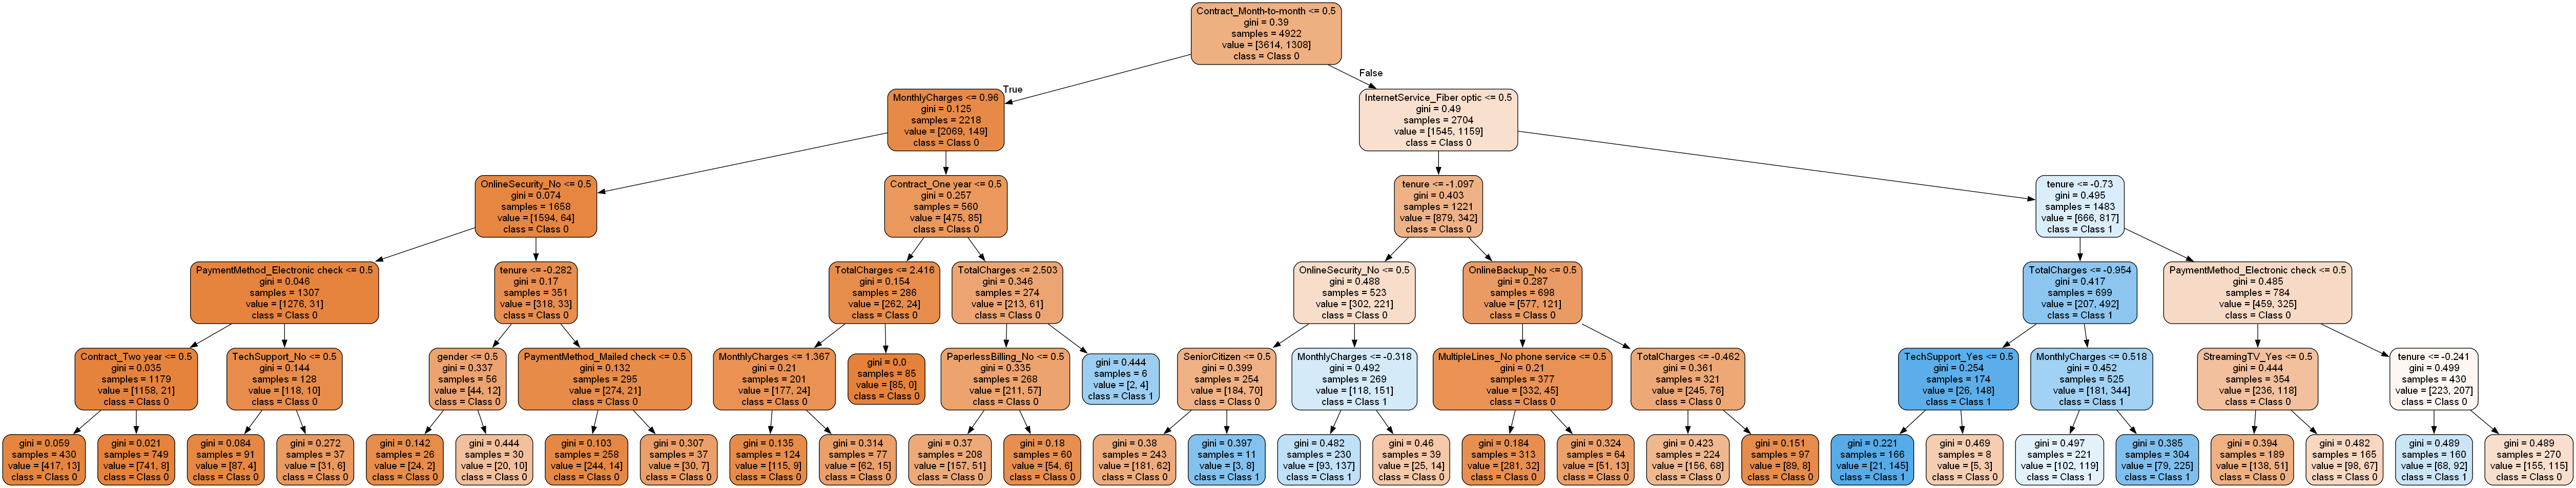 Contract_Month-to-month <= 0.5
gini = 0.39
samples = 4922
value = [3614, 1308]
class = Class 0
True
False
MonthlyCharges <= 0.96
gini = 0.125
samples = 2218
value = [2069, 149]
class = Class 0
InternetService_Fiber optic <= 0.5
gini = 0.49
samples = 2704
value = [1545, 1159]
class = Class 0
OnlineSecurity_No <= 0.5
gini = 0.074
samples = 1658
value = [1594, 64]
class = Class 0
Contract_One year <= 0.5
gini = 0.257
samples = 560
value = [475, 85]
class = Class 0
tenure <= -1.097
gini = 0.403
samples = 1221
value = [879, 342]
class = Class 0
tenure <= -0.73
gini = 0.495
samples = 1483
value = [666, 817]
class = Class 1
PaymentMethod_Electronic check <= 0.5
gini = 0.046
samples = 1307
value = [1276, 31]
class = Class 0
tenure <= -0.282
gini = 0.17
samples = 351
value = [318, 33]
class = Class 0
TotalCharges <= 2.416
gini = 0.154
samples = 286
value = [262, 24]
class = Class 0
TotalCharges <= 2.503
gini = 0.346
samples = 274
value = [213, 61]
class = Class 0
OnlineSecurity_No <= 0.5
gini = 0.488
samples = 523
value = [302, 221]
class = Class 0
OnlineBackup_No <= 0.5
gini = 0.287
samples = 698
value = [577, 121]
class = Class 0
TotalCharges <= -0.954
gini = 0.417
samples = 699
value = [207, 492]
class = Class 1
PaymentMethod_Electronic check <= 0.5
gini = 0.485
samples = 784
value = [459, 325]
class = Class 0
Contract_Two year <= 0.5
gini = 0.035
samples = 1179
value = [1158, 21]
class = Class 0
TechSupport_No <= 0.5
gini = 0.144
samples = 128
value = [118, 10]
class = Class 0
gender <= 0.5
gini = 0.337
samples = 56
value = [44, 12]
class = Class 0
PaymentMethod_Mailed check <= 0.5
gini = 0.132
samples = 295
value = [274, 21]
class = Class 0
MonthlyCharges <= 1.367
gini = 0.21
samples = 201
value = [177, 24]
class = Class 0
gini = 0.0
samples = 85
value = [85, 0]
class = Class 0
PaperlessBilling_No <= 0.5
gini = 0.335
samples = 268
value = [211, 57]
class = Class 0
gini = 0.444
samples = 6
value = [2, 4]
class = Class 1
SeniorCitizen <= 0.5
gini = 0.399
samples = 254
value = [184, 70]
class = Class 0
MonthlyCharges <= -0.318
gini = 0.492
samples = 269
value = [118, 151]
class = Class 1
MultipleLines_No phone service <= 0.5
gini = 0.21
samples = 377
value = [332, 45]
class = Class 0
TotalCharges <= -0.462
gini = 0.361
samples = 321
value = [245, 76]
class = Class 0
TechSupport_Yes <= 0.5
gini = 0.254
samples = 174
value = [26, 148]
class = Class 1
MonthlyCharges <= 0.518
gini = 0.452
samples = 525
value = [181, 344]
class = Class 1
StreamingTV_Yes <= 0.5
gini = 0.444
samples = 354
value = [236, 118]
class = Class 0
tenure <= -0.241
gini = 0.499
samples = 430
value = [223, 207]
class = Class 0
gini = 0.059
samples = 430
value = [417, 13]
class = Class 0
gini = 0.021
samples = 749
value = [741, 8]
class = Class 0
gini = 0.084
samples = 91
value = [87, 4]
class = Class 0
gini = 0.272
samples = 37
value = [31, 6]
class = Class 0
gini = 0.142
samples = 26
value = [24, 2]
class = Class 0
gini = 0.444
samples = 30
value = [20, 10]
class = Class 0
gini = 0.103
samples = 258
value = [244, 14]
class = Class 0
gini = 0.307
samples = 37
value = [30, 7]
class = Class 0
gini = 0.135
samples = 124
value = [115, 9]
class = Class 0
gini = 0.314
samples = 77
value = [62, 15]
class = Class 0
gini = 0.37
samples = 208
value = [157, 51]
class = Class 0
gini = 0.18
samples = 60
value = [54, 6]
class = Class 0
gini = 0.38
samples = 243
value = [181, 62]
class = Class 0
gini = 0.397
samples = 11
value = [3, 8]
class = Class 1
gini = 0.482
samples = 230
value = [93, 137]
class = Class 1
gini = 0.46
samples = 39
value = [25, 14]
class = Class 0
gini = 0.184
samples = 313
value = [281, 32]
class = Class 0
gini = 0.324
samples = 64
value = [51, 13]
class = Class 0
gini = 0.423
samples = 224
value = [156, 68]
class = Class 0
gini = 0.151
samples = 97
value = [89, 8]
class = Class 0
gini = 0.221
samples = 166
value = [21, 145]
class = Class 1
gini = 0.469
samples = 8
value = [5, 3]
class = Class 0
gini = 0.497
samples = 221
value = [102, 119]
class = Class 1
gini = 0.385
samples = 304
value = [79, 225]
class = Class 1
gini = 0.394
samples = 189
value = [138, 51]
class = Class 0
gini = 0.482
samples = 165
value = [98, 67]
class = Class 0
gini = 0.489
samples = 160
value = [68, 92]
class = Class 1
gini = 0.489
samples = 270
value = [155, 115]
class = Class 0